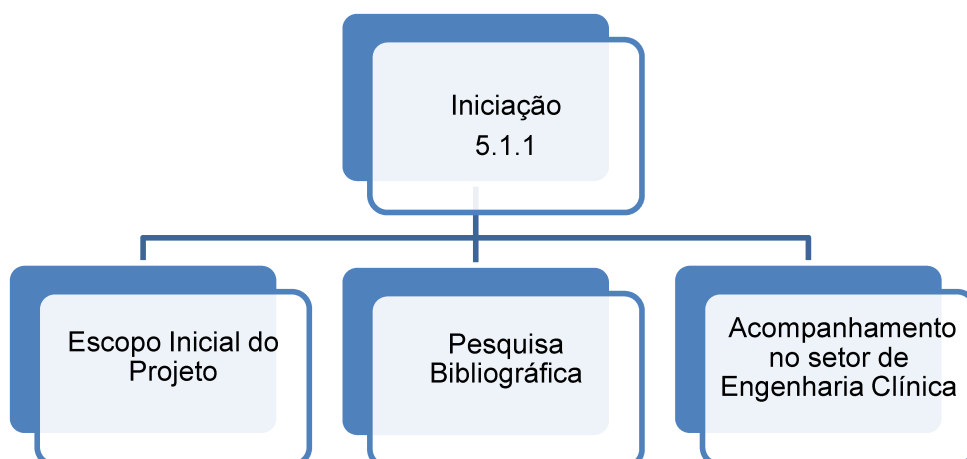 Iniciação
5.1.1
Escopo Inicial do
Projeto
Pesquisa
Bibliográfica
Acompanhamento
no setor de
Engenharia Clínica